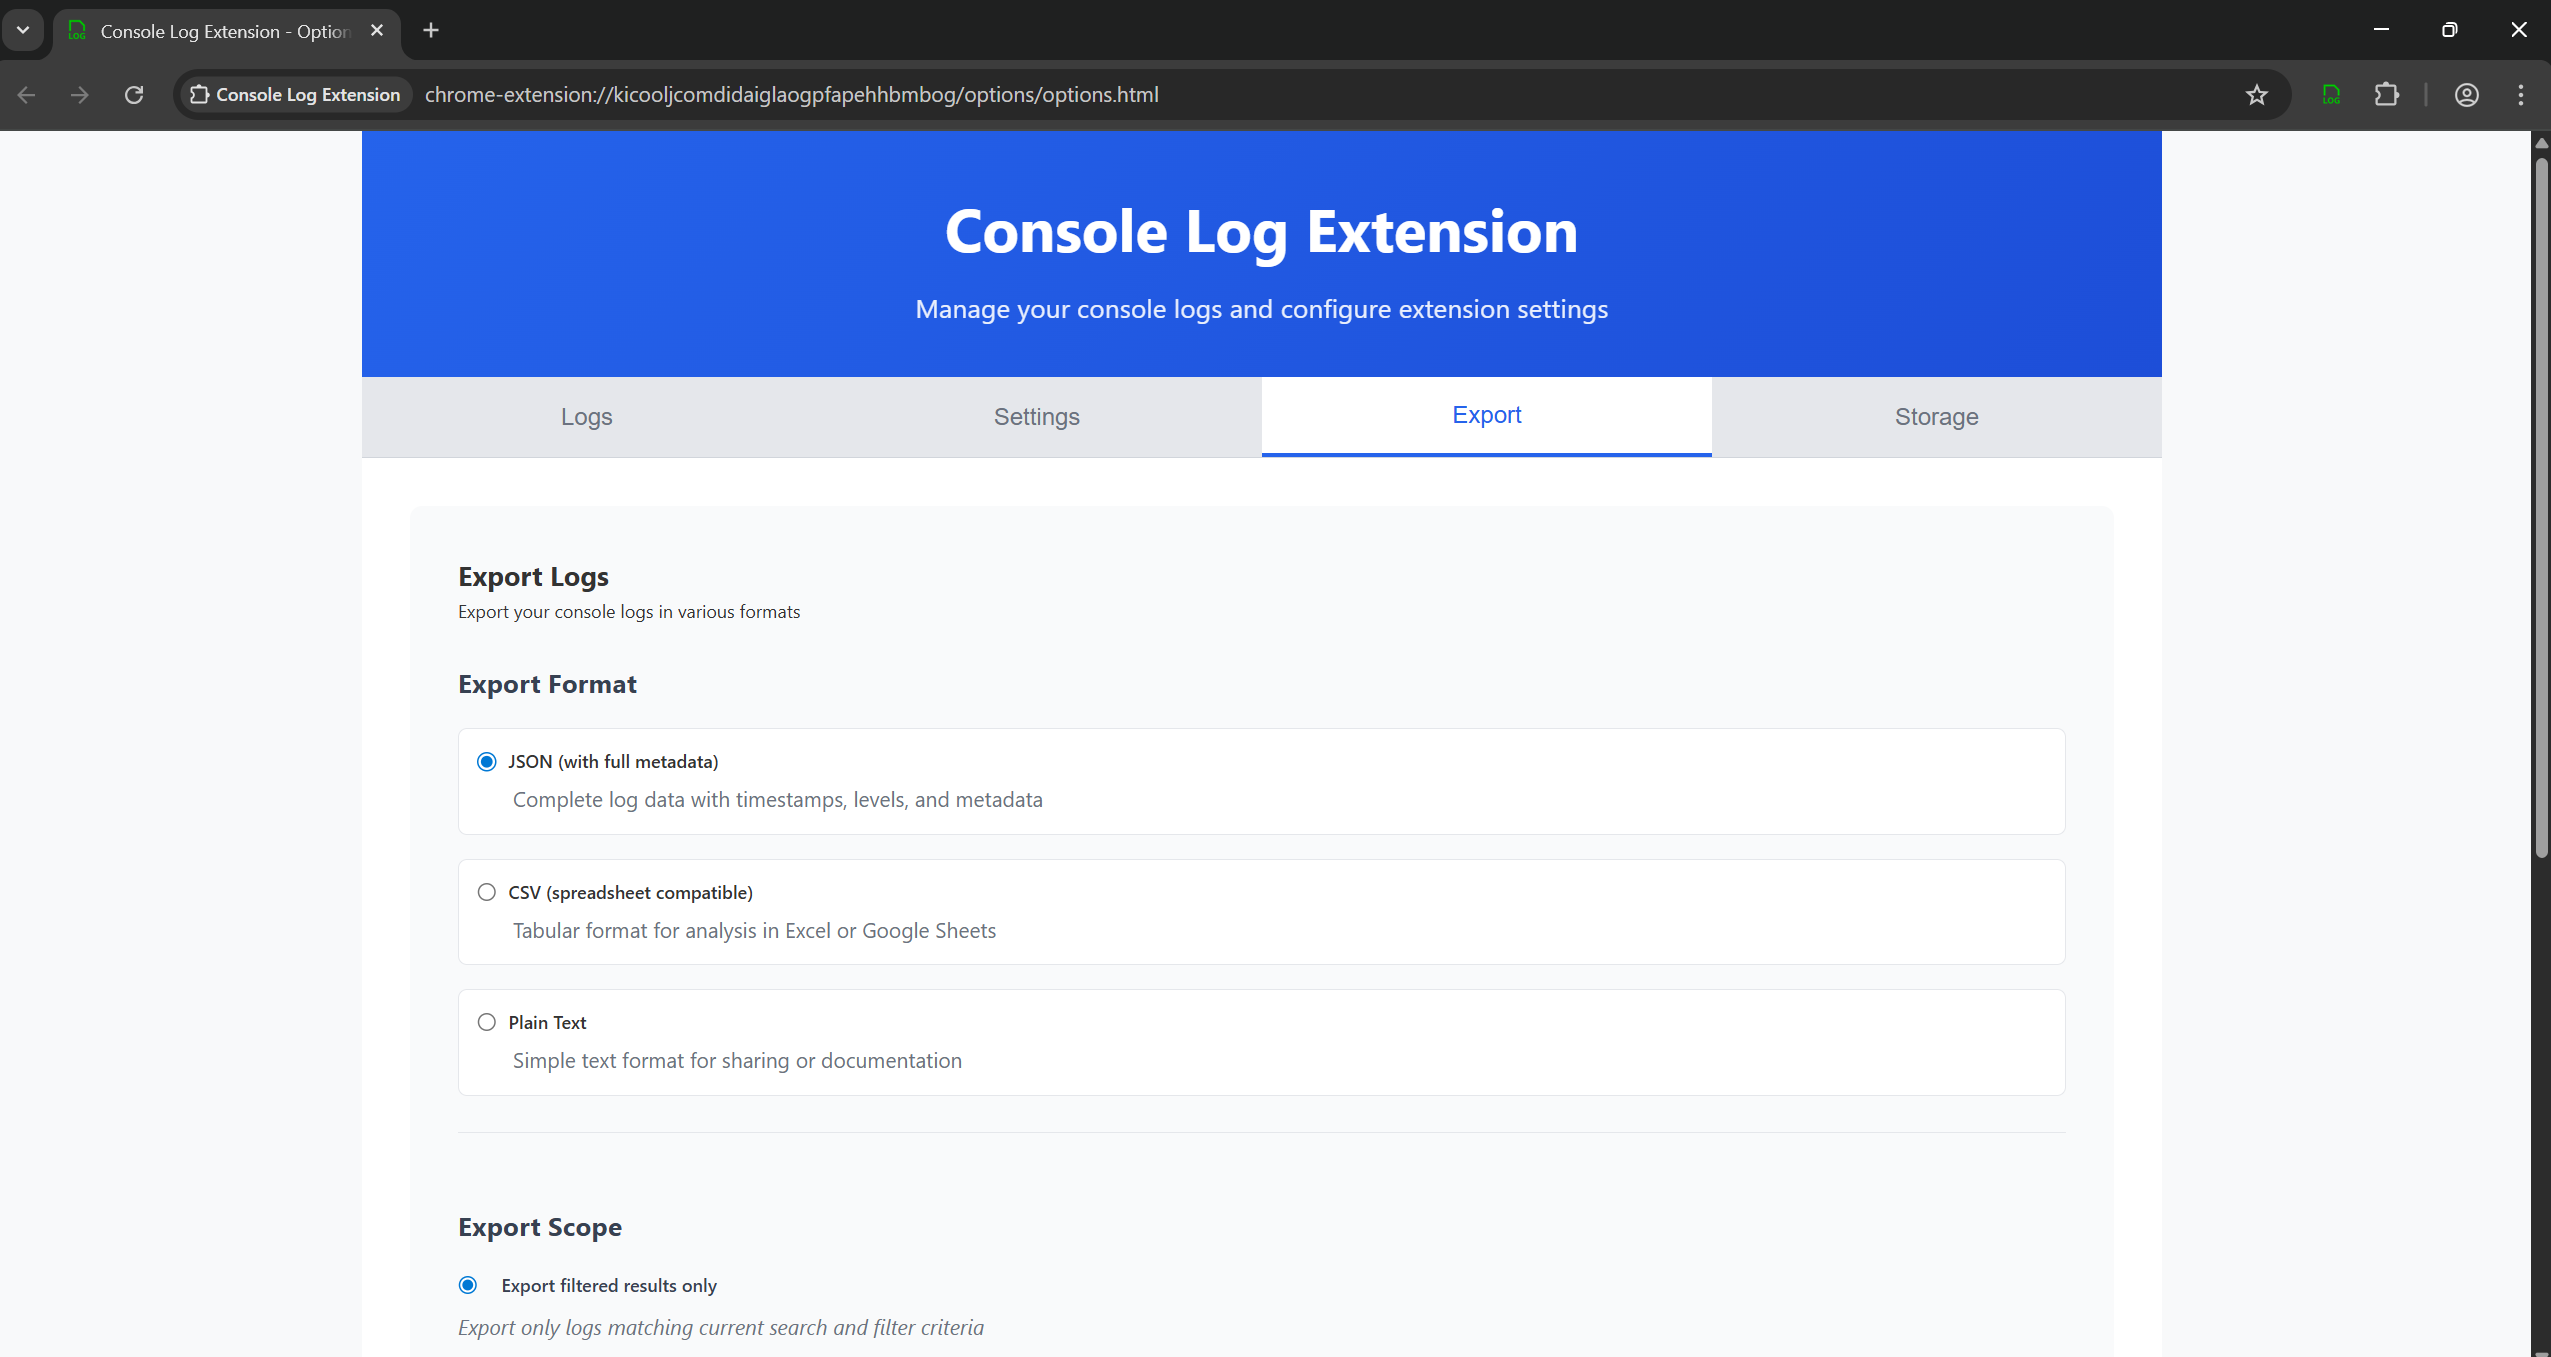 Console Log Extension - Option
Console Log Extension
chrome-extension://kicooljcomdidaiglaogpfapehhbmbog/options/options.html
LOG
Console Log Extension
Manage your console logs and configure extension settings
Logs
Settings
Export
Storage
Export Logs
Export your console logs in various formats
Export Format
JSON (with full metadata)
Complete log data with timestamps, levels, and metadata
CSV (spreadsheet compatible)
Tabular format for analysis in Excel or Google Sheets
Plain Text
Simple text format for sharing or documentation
Export Scope
Export filtered results only
Export only logs matching current search and filter criteria